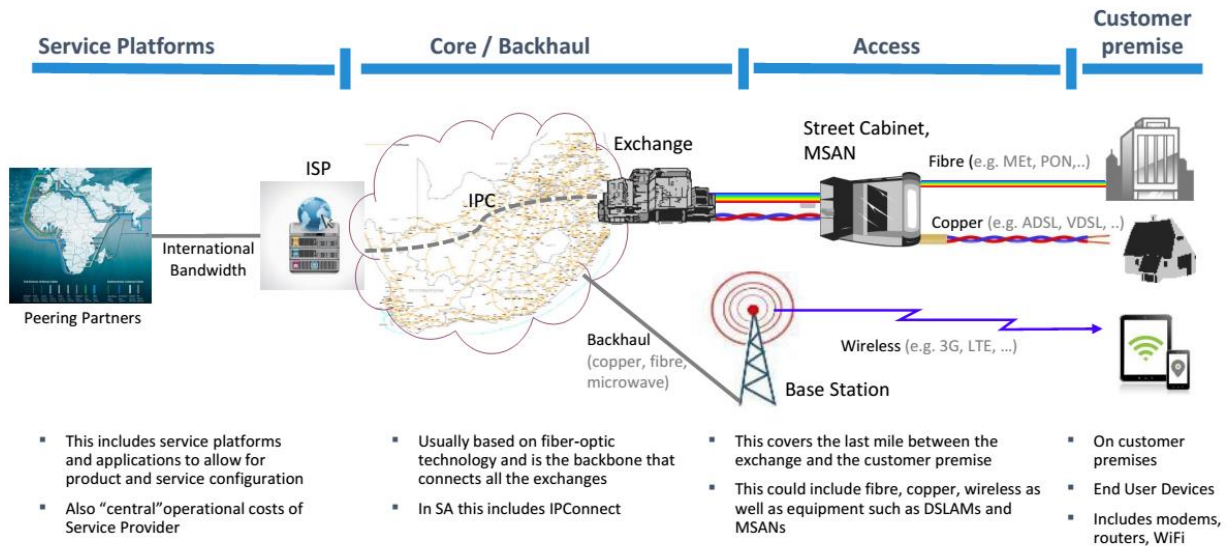 Service Platforms
Core / Backhaul
Access
Customer
premise
ISP
International
Bandwidth
Peering Partners
IPC
Exchange
Street Cabinet,
MSAN
Fibre (e.g. MEt, PON,..)
Copper (e.g. ADSL, VDSL, ..)
Backhaul
(copper, fibre,
microwave)
Wireless (e.g. 3G, LTE, …)
Base Station
▪ This includes service platforms
and applications to allow for
product and service configuration
▪ Also “central”operational costs of
Service Provider
▪ Usually based on fiber-optic
technology and is the backbone that
connects all the exchanges
▪ In SA this includes IPConnect
▪ This covers the last mile between the
exchange and the customer premise
▪ This could include fibre, copper, wireless as
well as equipment such as DSLAMs and
MSANs
▪ On customer
premises
▪ End User Devices
▪ Includes modems,
routers, WiFi